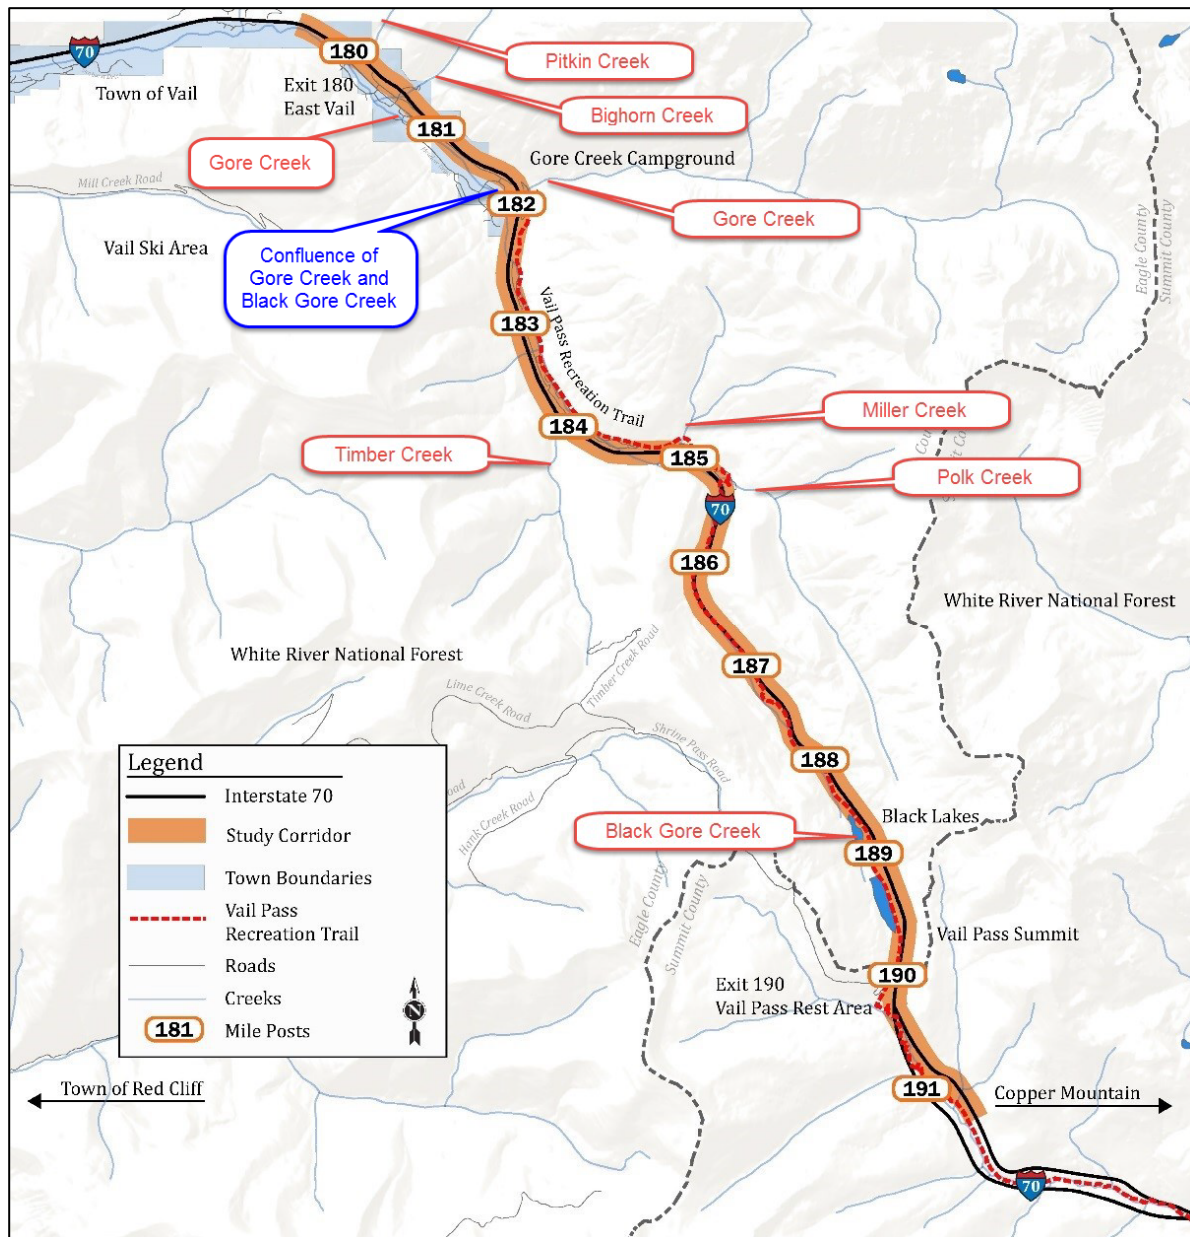 70
180
Pitkin Creek
Town of Vail
Exit 180
East Vail
Bighorn Creek
181
Gore Creek
Gore Creek Campground
Mill Creek Road
182
Gore Creek
Vail Ski Area
Confluence of
Gore Creek and
Black Gore Creek
Eagle County
Summit County
183
Vail Pass Recreation Trail
184
Miller Creek
Timber Creek
185
Polk Creek
70
186
White River National Forest
White River National Forest
187
Timber Creek Road
Lime Creek Road
Shrine Pass Road
188
Hank Creek Road
Black Lakes
Black Gore Creek
189
Eagle County
Summit County
Vail Pass Summit
190
Exit 190
Vail Pass Rest Area
191
Copper Mountain
70
Legend
Interstate 70
Study Corridor
Town Boundaries
Vail Pass
Recreation Trail
Roads
Creeks
N
181
Mile Posts
Town of Red Cliff